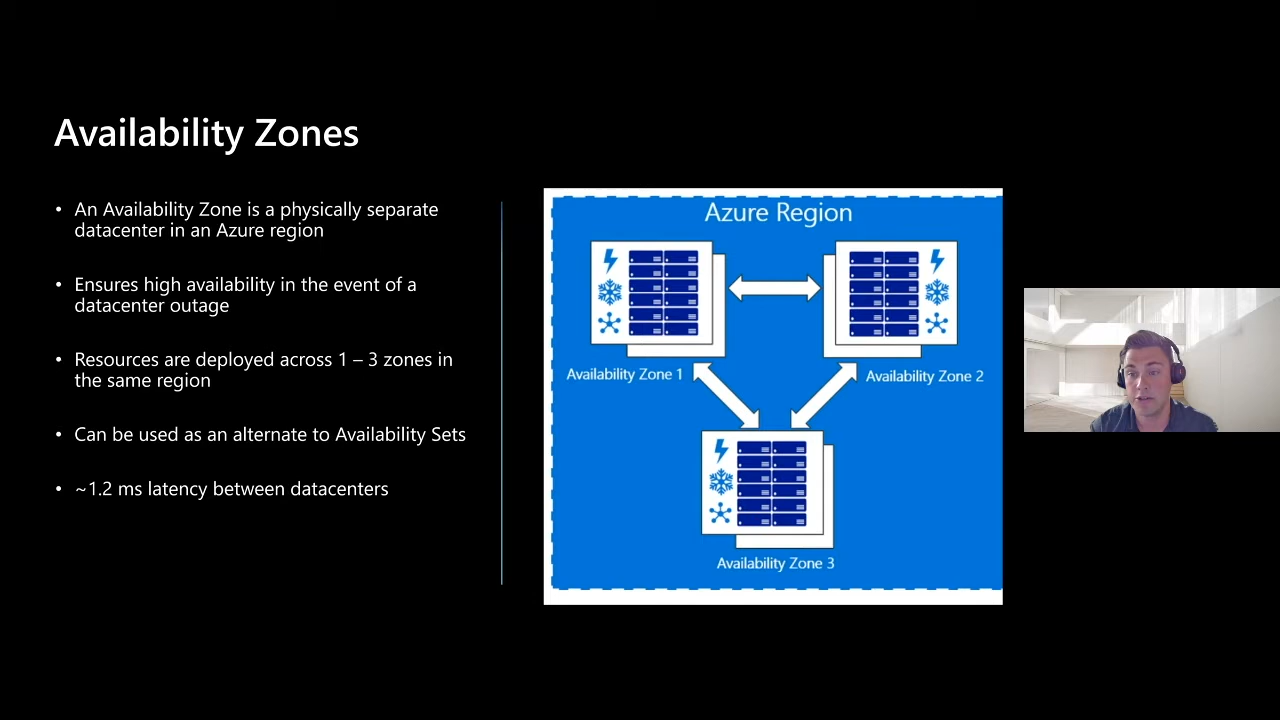 Availability Zones
• An Availability Zone is a physically separate
datacenter in an Azure region
• Ensures high availability in the event of a
datacenter outage
• Resources are deployed across 1 – 3 zones in
the same region
• Can be used as an alternate to Availability Sets
• ~1.2 ms latency between datacenters
Azure Region
Availability Zone 1
Availability Zone 2
Availability Zone 3